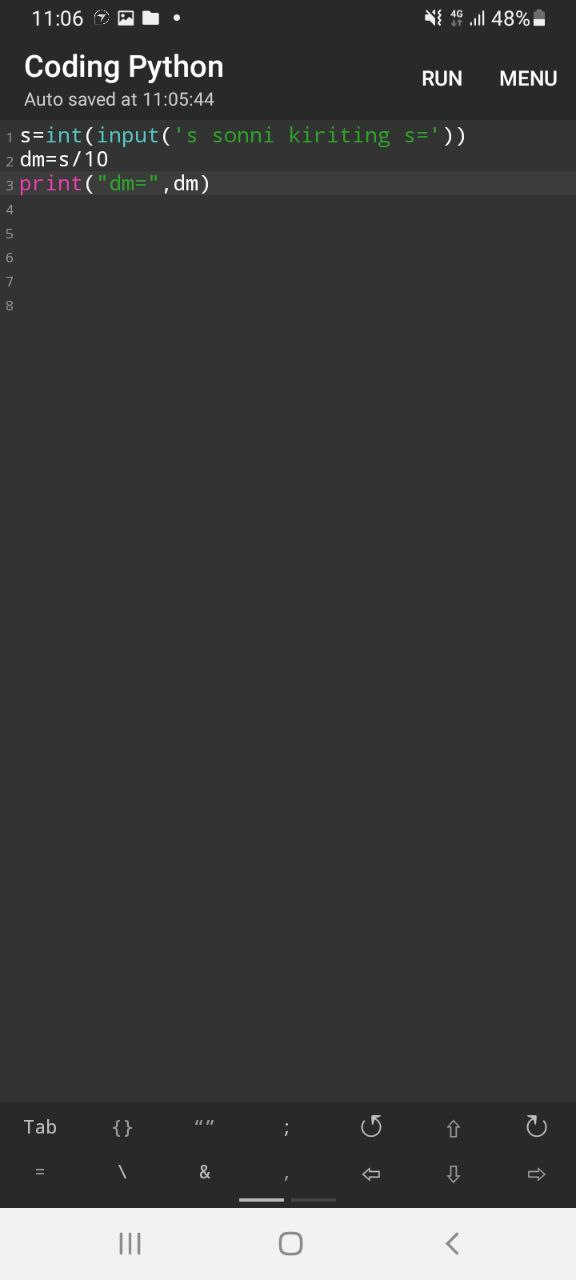 11:06 4G 48%
Coding Python
RUN MENU
Auto saved at 11:05:44
1 s=int(input('s sonni kiriting s='))
2 dm=s/10
3 print("dm=",dm)
4
5
6
7
8
Tab {} “” ;
= \ & ,